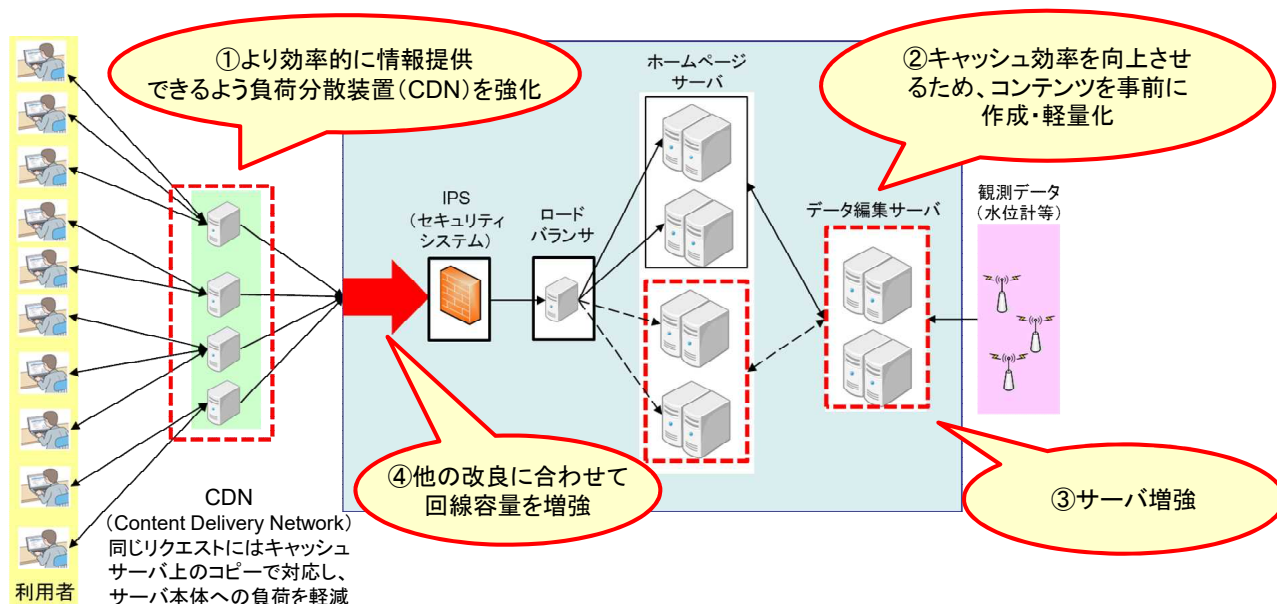 ①より効率的に情報提供
できるよう負荷分散装置(CDN)を強化
ホームページ
サーバ
②キャッシュ効率を向上させ
るため、コンテンツを事前に
作成・軽量化
IPS
(セキュリティ
システム)
ロード
バランサ
データ編集サーバ
観測データ
(水位計等)
④他の改良に合わせて
回線容量を増強
③サーバ増強
CDN
(Content Delivery Network)
同じリクエストにはキャッシュ
サーバ上のコピーで対応し、
サーバ本体への負荷を軽減
利用者